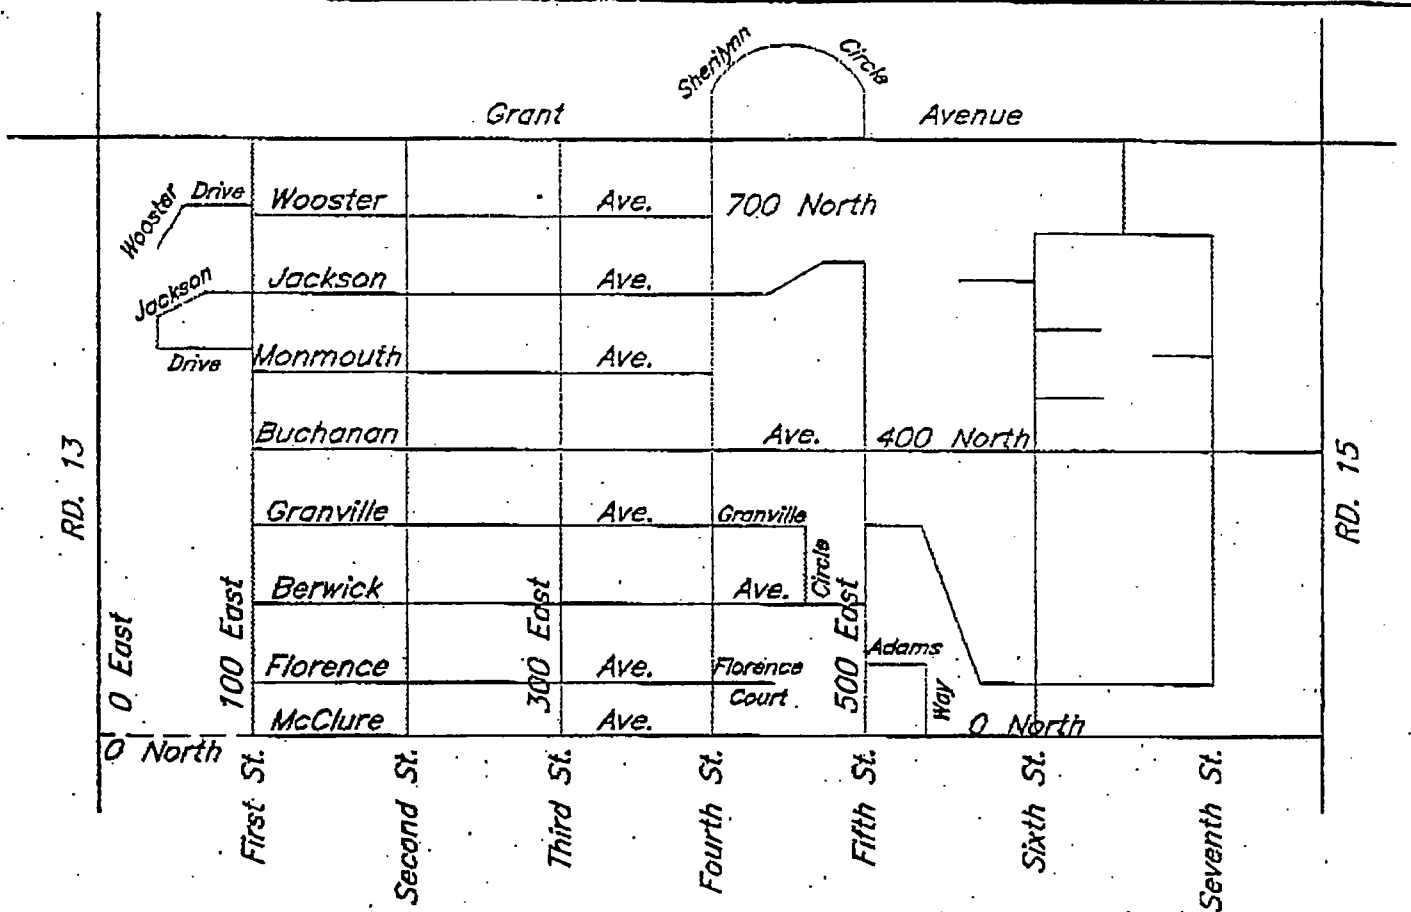 Sherilynn Circle
Grant Avenue
Wooster Drive
Wooster Ave. 700 North
Jackson Drive
Jackson Ave.
Monmouth Ave.
Buchanan Ave. 400 North
RD. 13
RD. 15
Granville Ave. Granville Circle
Berwick Ave.
0 East
100 East
300 East
500 East
Florence Ave. Florence Court
Adams Way
McClure Ave. 0 North
0 North
First St.
Second St.
Third St.
Fourth St.
Fifth St.
Sixth St.
Seventh St.